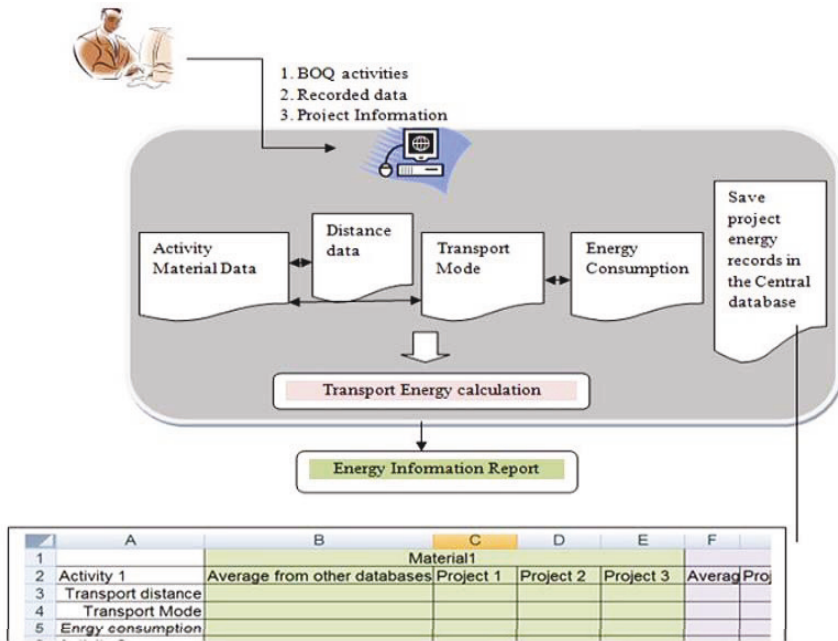 1. BOQ activities
2. Recorded data
3. Project Information
Activity
Material Data
Distance
data
Transport
Mode
Energy
Consumption
Save
project
energy
records in
the Central
database
Transport Energy calculation
Energy Information Report
A B C D E F
1 Material1
2 Activity 1 Average from other databases Project 1 Project 2 Project 3 Averag Proj
3 Transport distance
4 Transport Mode
5 Enrgy consumption